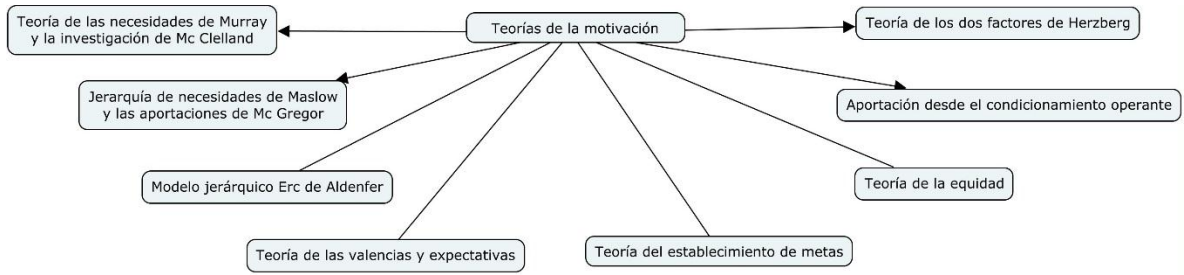 Teorías de la motivación
Teoría de las necesidades de Murray
y la investigación de Mc Clelland
Teoría de los dos factores de Herzberg
Jerarquía de necesidades de Maslow
y las aportaciones de Mc Gregor
Aportación desde el condicionamiento operante
Modelo jerárquico Erc de Aldenfer
Teoría de la equidad
Teoría de las valencias y expectativas
Teoría del establecimiento de metas